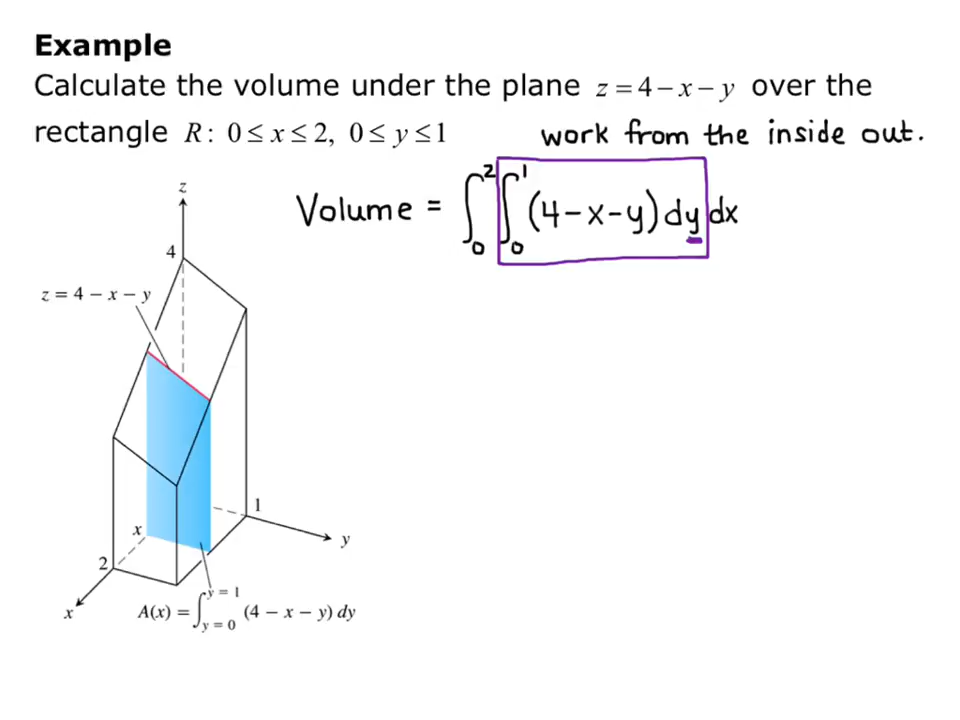 Example
Calculate the volume under the plane z = 4 − x − y over the
rectangle R: 0 ≤ x ≤ 2, 0 ≤ y ≤ 1
work from the inside out.
Volume = ∫₀² ∫₀¹ (4-x-y) dy dx
z
4
z = 4 − x − y
1
x
y
2
x
A(x) = ∫_{y = 0}^{y = 1} (4 − x − y) dy